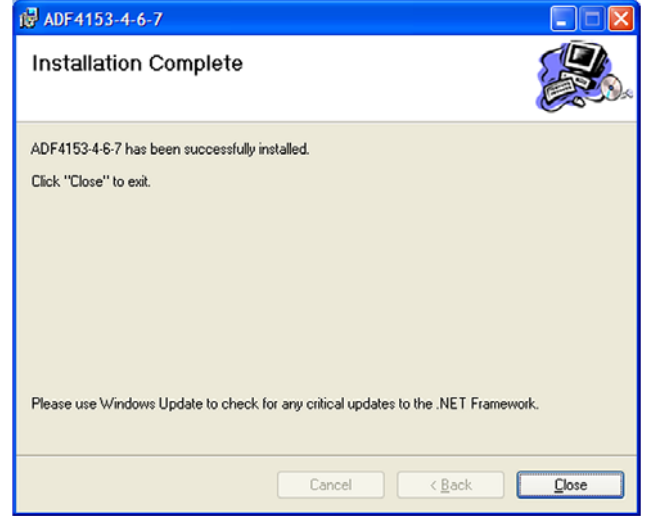 ADF4153-4-6-7
Installation Complete
ADF4153-4-6-7 has been successfully installed.
Click "Close" to exit.
Please use Windows Update to check for any critical updates to the .NET Framework.
Cancel
< Back
Close